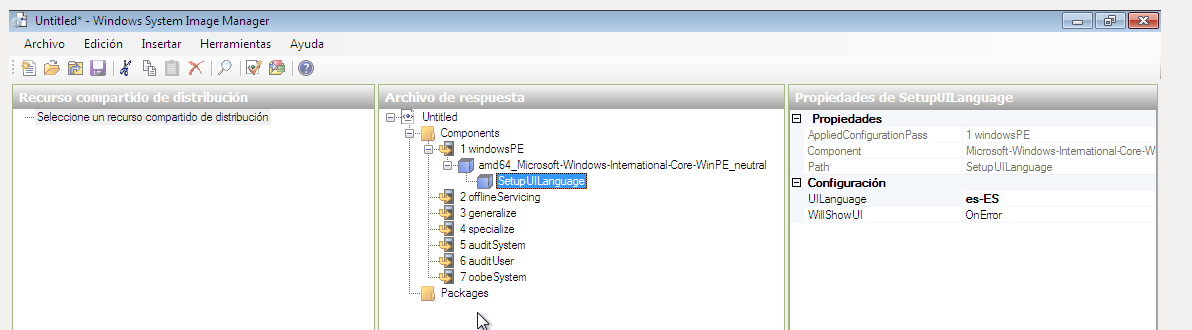 Untitled* - Windows System Image Manager
Archivo Edición Insertar Herramientas Ayuda
Recurso compartido de distribución
Seleccione un recurso compartido de distribución
Archivo de respuesta
Untitled
Components
1 windowsPE
amd64_Microsoft-Windows-International-Core-WinPE_neutral
SetupUILanguage
2 offlineServicing
3 generalize
4 specialize
5 auditSystem
6 auditUser
7 oobeSystem
Packages
Propiedades de SetupUILanguage
Propiedades
AppliedConfigurationPass 1 windowsPE
Component Microsoft-Windows-International-Core-W
Path SetupUILanguage
Configuración
UILanguage es-ES
WillShowUI OnError